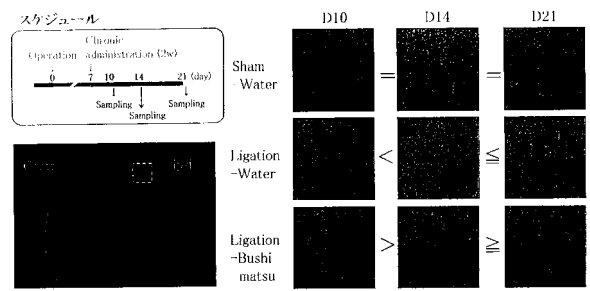 スケジュール
Chronic
Operation administration (2w)
0 7 10 14 21 (day)
Sampling Sampling
Sampling
D10 D14 D21
Sham
-Water
= =
Ligation
-Water
< ≦
Ligation
-Bushi
matsu
> ≧